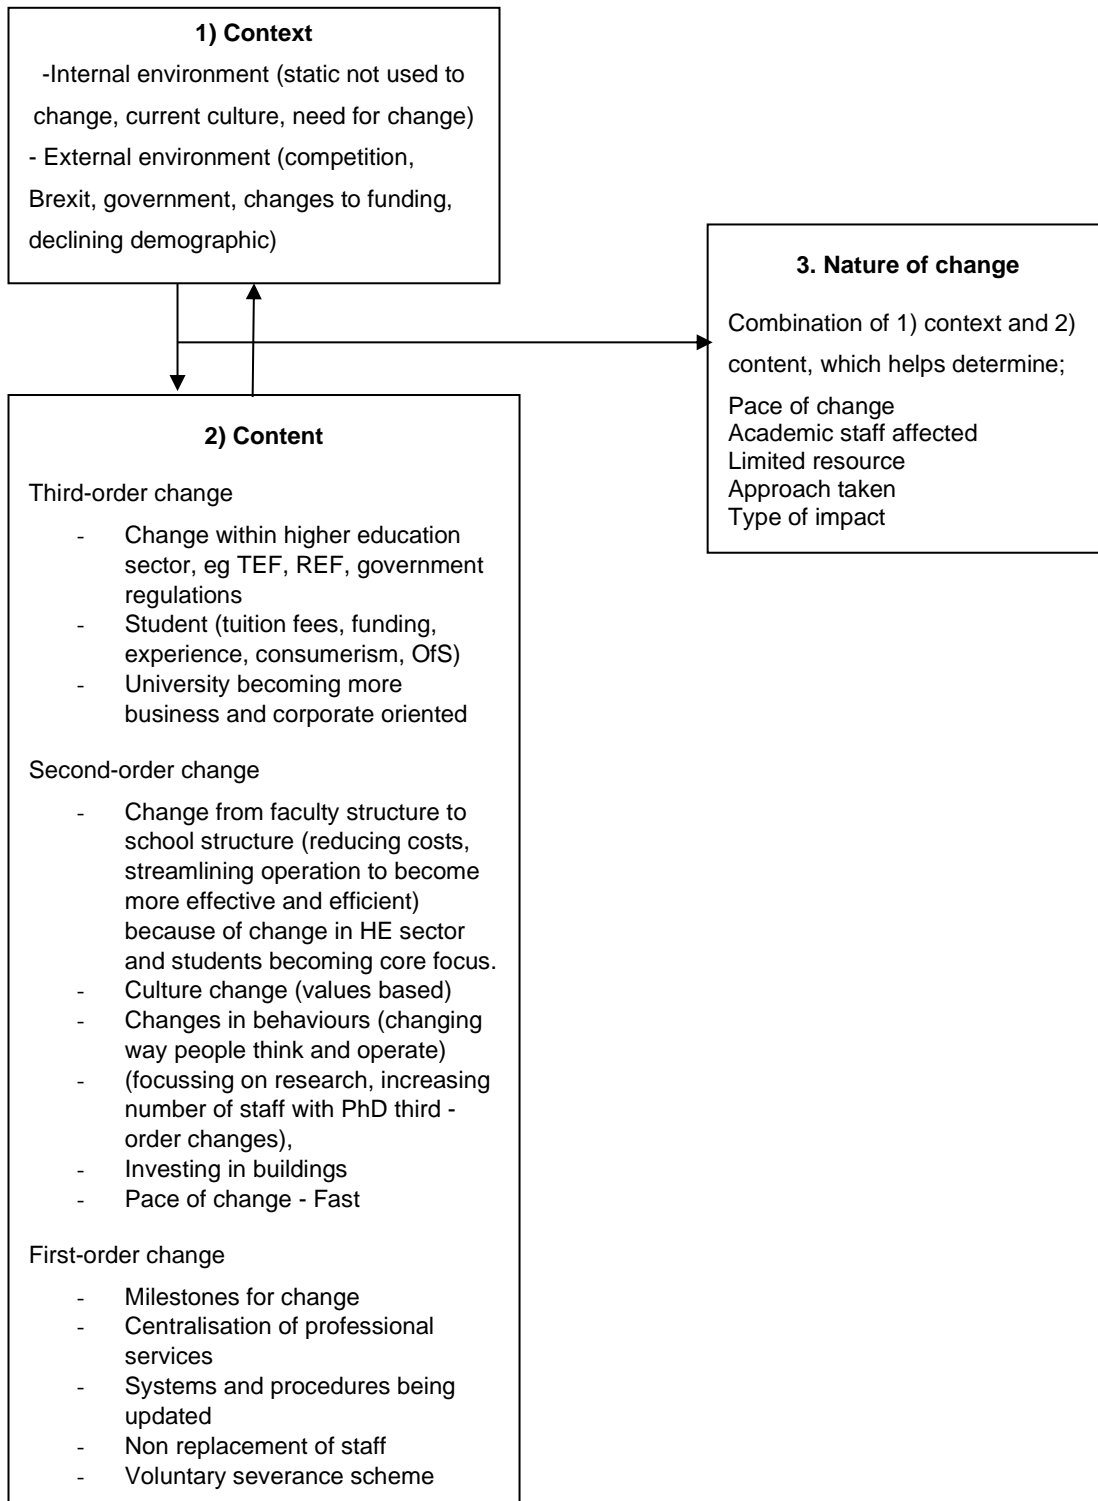 1) Context
-Internal environment (static not used to
change, current culture, need for change)
- External environment (competition,
Brexit, government, changes to funding,
declining demographic)
3. Nature of change
Combination of 1) context and 2)
content, which helps determine;
Pace of change
Academic staff affected
Limited resource
Approach taken
Type of impact
2) Content
Third-order change
- Change within higher education
sector, eg TEF, REF, government
regulations
- Student (tuition fees, funding,
experience, consumerism, OfS)
- University becoming more
business and corporate oriented
Second-order change
- Change from faculty structure to
school structure (reducing costs,
streamlining operation to become
more effective and efficient)
because of change in HE sector
and students becoming core focus.
- Culture change (values based)
- Changes in behaviours (changing
way people think and operate)
- (focussing on research, increasing
number of staff with PhD third -
order changes),
- Investing in buildings
- Pace of change - Fast
First-order change
- Milestones for change
- Centralisation of professional
services
- Systems and procedures being
updated
- Non replacement of staff
- Voluntary severance scheme